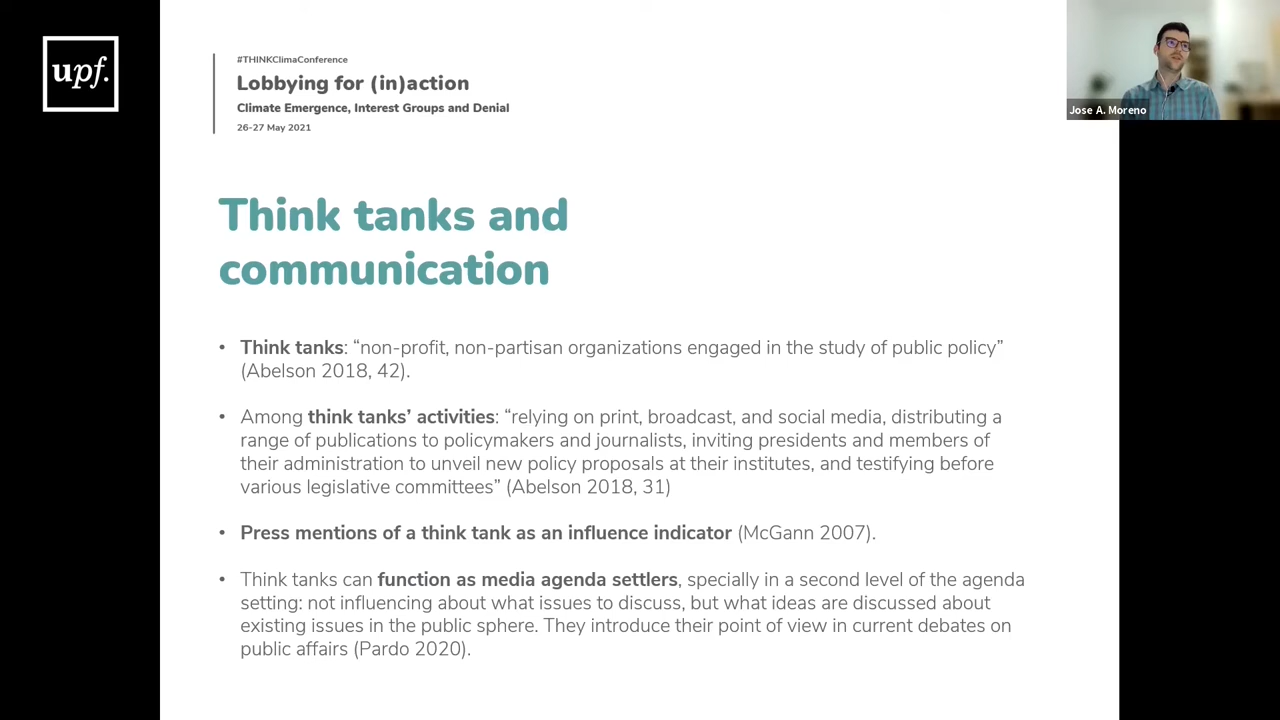 upf.
#THINKClimaConference
Lobbying for (in)action
Climate Emergence, Interest Groups and Denial
26-27 May 2021
Jose A. Moreno
Think tanks and
communication
• Think tanks: “non-profit, non-partisan organizations engaged in the study of public policy”
(Abelson 2018, 42).
• Among think tanks’ activities: “relying on print, broadcast, and social media, distributing a
range of publications to policymakers and journalists, inviting presidents and members of
their administration to unveil new policy proposals at their institutes, and testifying before
various legislative committees” (Abelson 2018, 31)
• Press mentions of a think tank as an influence indicator (McGann 2007).
• Think tanks can function as media agenda settlers, specially in a second level of the agenda
setting: not influencing about what issues to discuss, but what ideas are discussed about
existing issues in the public sphere. They introduce their point of view in current debates on
public affairs (Pardo 2020).